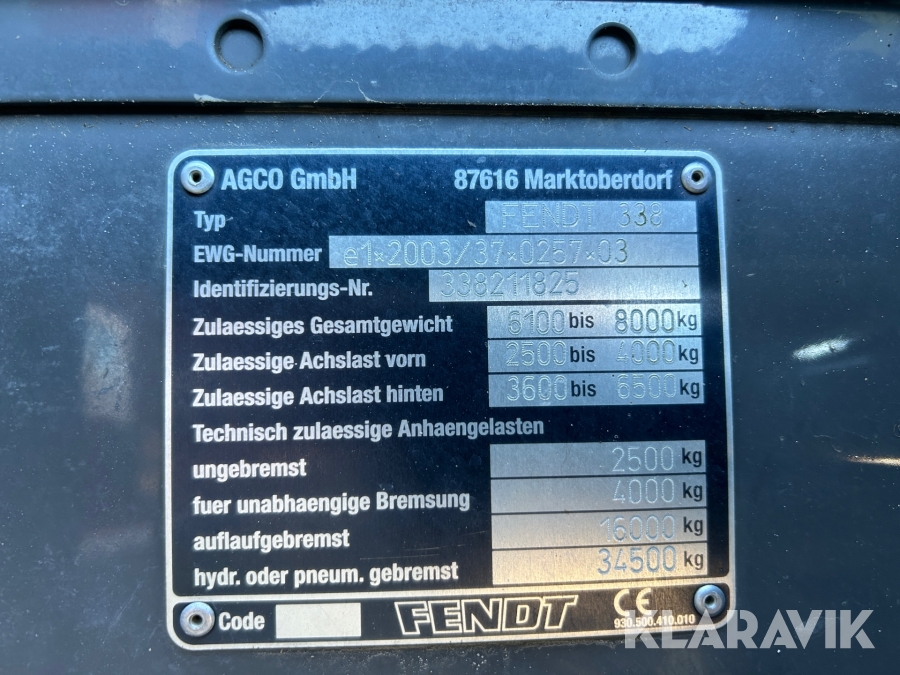 AGCO GmbH 87616 Marktoberdorf
Typ FENDT 338
EWG-Nummer e1*2003/37*0257*03
Identifizierungs-Nr. 338211825
Zulaessiges Gesamtgewicht 6100 bis 8000 kg
Zulaessige Achslast vorn 2500 bis 4000 kg
Zulaessige Achslast hinten 3600 bis 6500 kg
Technisch zulaessige Anhaengelasten
ungebremst 2500 kg
fuer unabhaengige Bremsung 4000 kg
auflaufgebremst 16000 kg
hydr. oder pneum. gebremst 34500 kg
Code FENDT CE
930.500.410.010
KLARAVIK